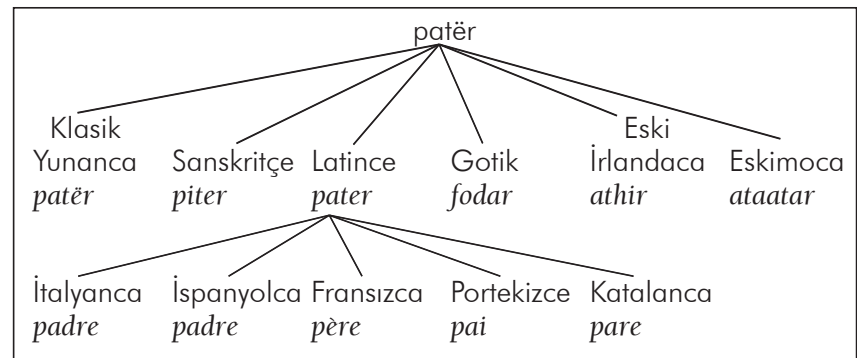 patër
Klasik Eski
Yunanca Sanskritçe Latince Gotik İrlandaca Eskimoca
patër piter pater fodar athir ataatar
İtalyanca İspanyolca Fransızca Portekizce Katalanca
padre padre père pai pare